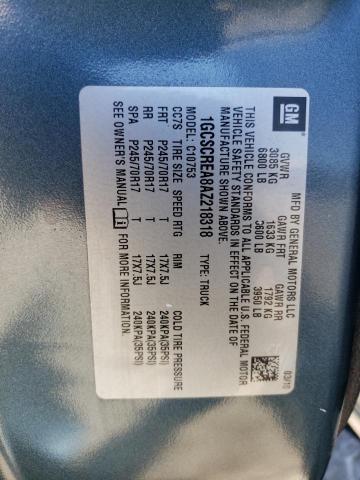 GM
MFD BY GENERAL MOTORS LLC
03/10
GVWR GAWR FRT GAWR RR
3085 KG 1633 KG 1792 KG
6800 LB 3600 LB 3950 LB
THIS VEHICLE CONFORMS TO ALL APPLICABLE U.S. FEDERAL MOTOR
VEHICLE SAFETY STANDARDS IN EFFECT ON THE DATE OF
MANUFACTURE SHOWN ABOVE.
1GCSCREA8AZ218318 TYPE: TRUCK
MODEL: C10753
CC7S TIRE SIZE SPEED RTG RIM COLD TIRE PRESSURE
FRT P245/70R17 T 17X7.5J 240KPA(35PSI)
RR P245/70R17 T 17X7.5J 240KPA(35PSI)
SPA P245/70R17 T 17X7.5J 240KPA(35PSI)
SEE OWNER'S MANUAL i FOR MORE INFORMATION.